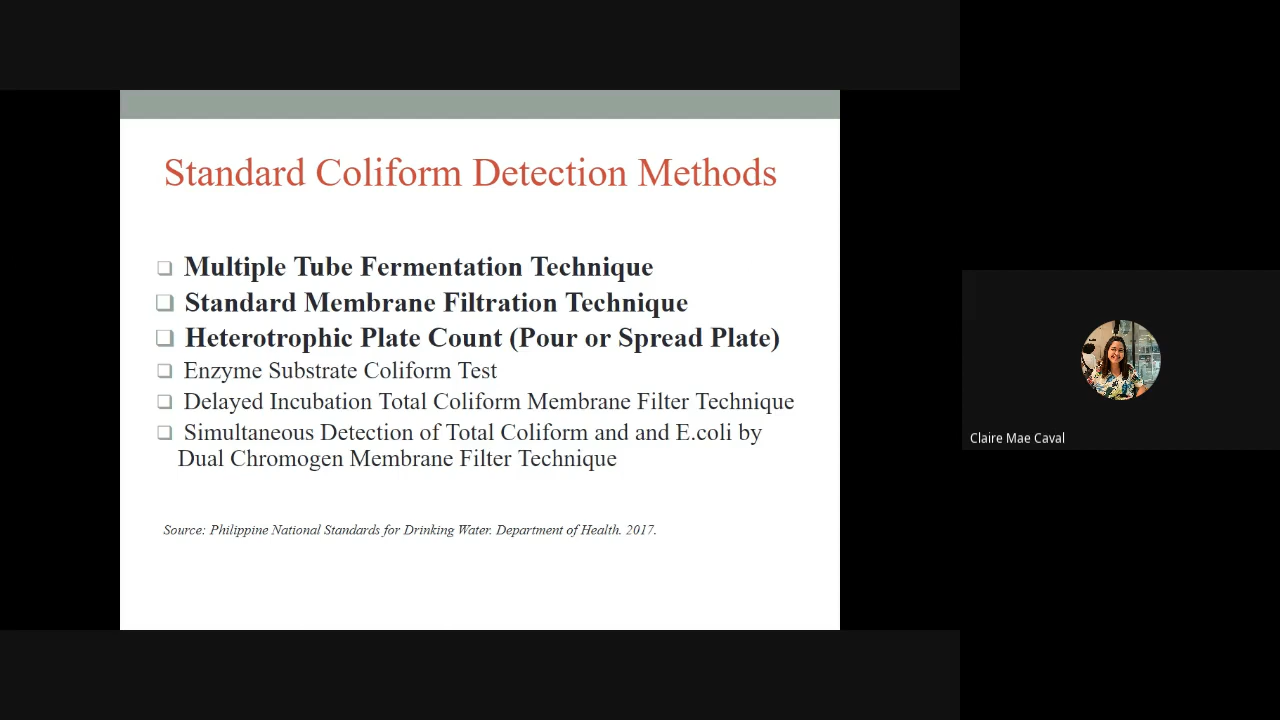 Standard Coliform Detection Methods
Multiple Tube Fermentation Technique
Standard Membrane Filtration Technique
Heterotrophic Plate Count (Pour or Spread Plate)
Enzyme Substrate Coliform Test
Delayed Incubation Total Coliform Membrane Filter Technique
Simultaneous Detection of Total Coliform and and E.coli by
Dual Chromogen Membrane Filter Technique
Source: Philippine National Standards for Drinking Water. Department of Health. 2017.
Claire Mae Caval